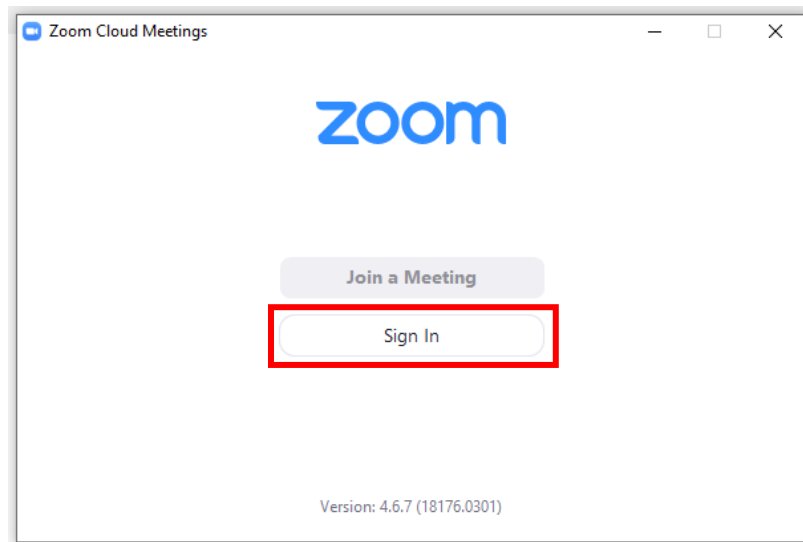 Zoom Cloud Meetings
zoom
Join a Meeting
Sign In
Version: 4.6.7 (18176.0301)